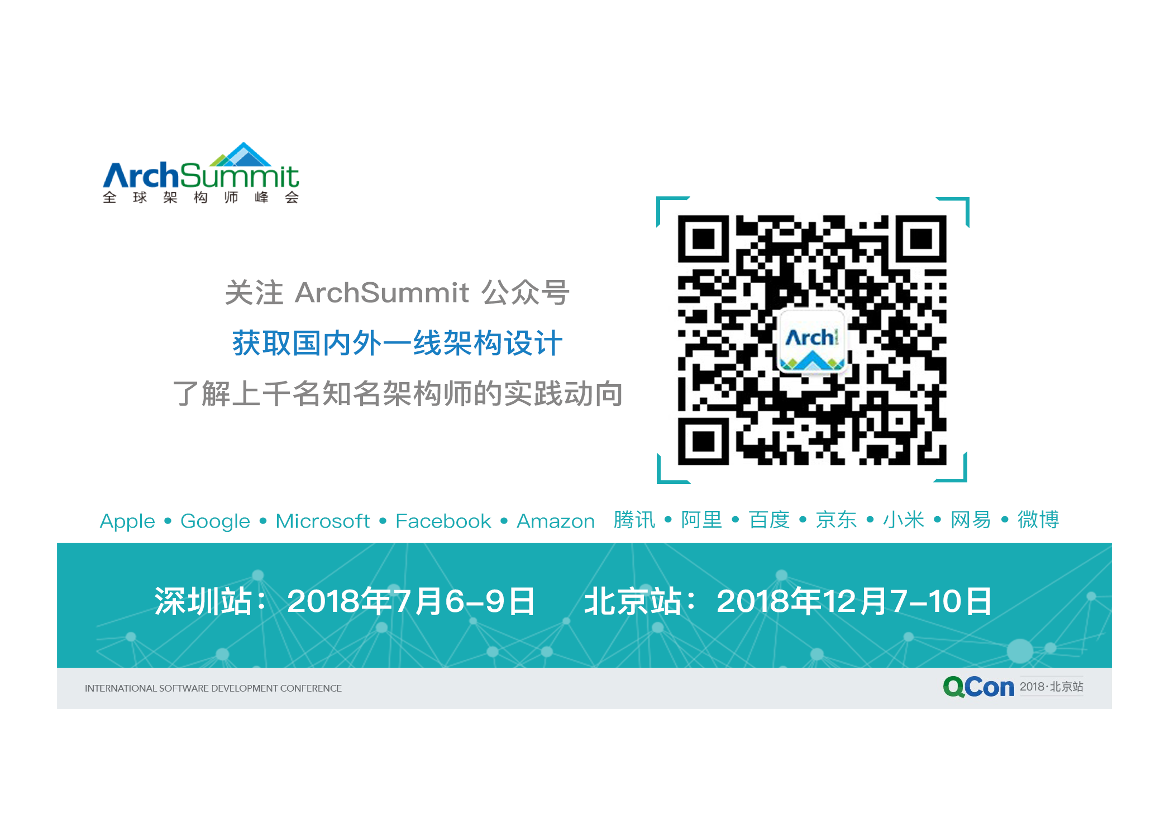 ArchSummit
全球架构师峰会
关注 ArchSummit 公众号
获取国内外一线架构设计
了解上千名知名架构师的实践动向
Arch
Apple • Google • Microsoft • Facebook • Amazon 腾讯 • 阿里 • 百度 • 京东 • 小米 • 网易 • 微博
深圳站：2018年7月6-9日 北京站：2018年12月7-10日
INTERNATIONAL SOFTWARE DEVELOPMENT CONFERENCE
QCon 2018·北京站